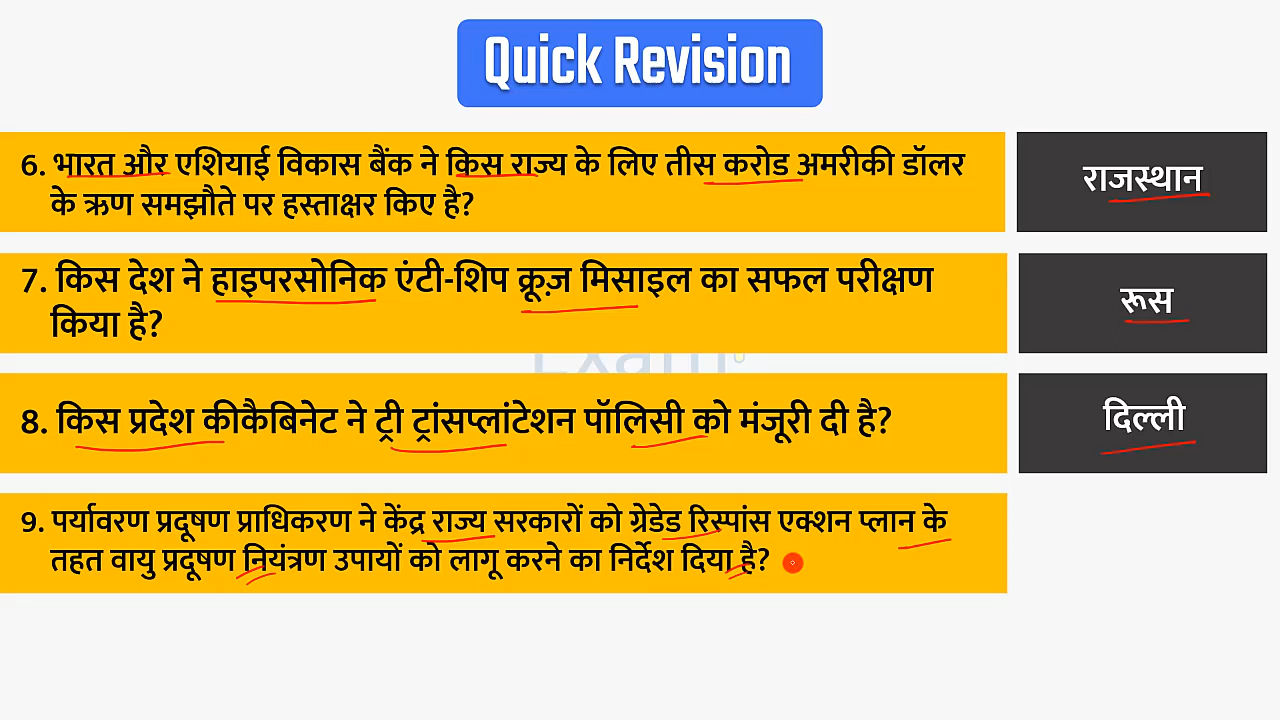 Quick Revision
6. भारत और एशियाई विकास बैंक ने किस राज्य के लिए तीस करोड अमरीकी डॉलर
के ऋण समझौते पर हस्ताक्षर किए है?
राजस्थान
7. किस देश ने हाइपरसोनिक एंटी-शिप क्रूज़ मिसाइल का सफल परीक्षण
किया है?
रूस
Exam
8. किस प्रदेश कीकैबिनेट ने ट्री ट्रांसप्लांटेशन पॉलिसी को मंजूरी दी है?
दिल्ली
9. पर्यावरण प्रदूषण प्राधिकरण ने केंद्र राज्य सरकारों को ग्रेडेड रिस्पांस एक्शन प्लान के
तहत वायु प्रदूषण नियंत्रण उपायों को लागू करने का निर्देश दिया है?